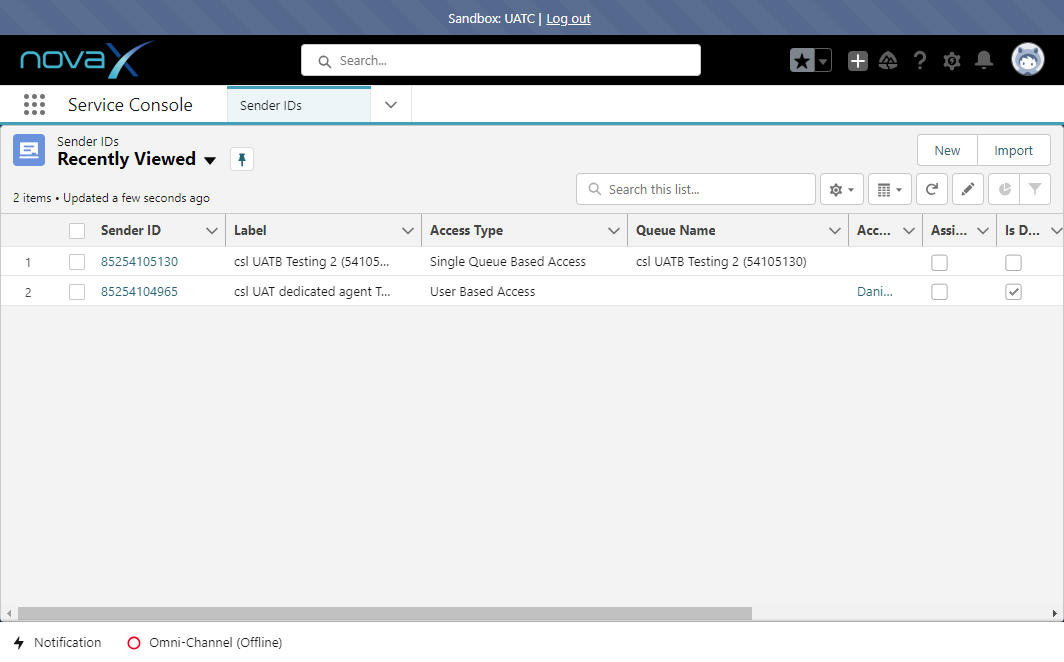 Sandbox: UATC | Log out
novax
Search...
Service Console
Sender IDs
Sender IDs
Recently Viewed
New
Import
2 items • Updated a few seconds ago
Search this list...
Sender ID
Label
Access Type
Queue Name
Acc...
Assi...
Is D...
1
85254105130
csl UATB Testing 2 (54105...
Single Queue Based Access
csl UATB Testing 2 (54105130)
2
85254104965
csl UAT dedicated agent T...
User Based Access
Dani...
Notification
Omni-Channel (Offline)